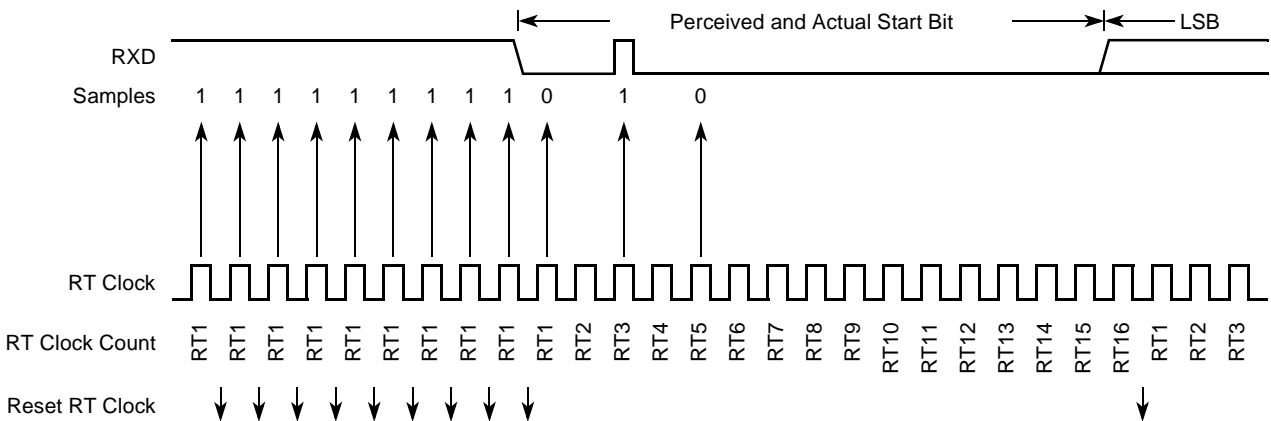 Perceived and Actual Start Bit LSB
RXD
Samples 1 1 1 1 1 1 1 1 1 0 1 0
RT Clock
RT Clock Count RT1 RT1 RT1 RT1 RT1 RT1 RT1 RT1 RT1 RT1 RT2 RT3 RT4 RT5 RT6 RT7 RT8 RT9 RT10 RT11 RT12 RT13 RT14 RT15 RT16 RT1 RT2 RT3
Reset RT Clock